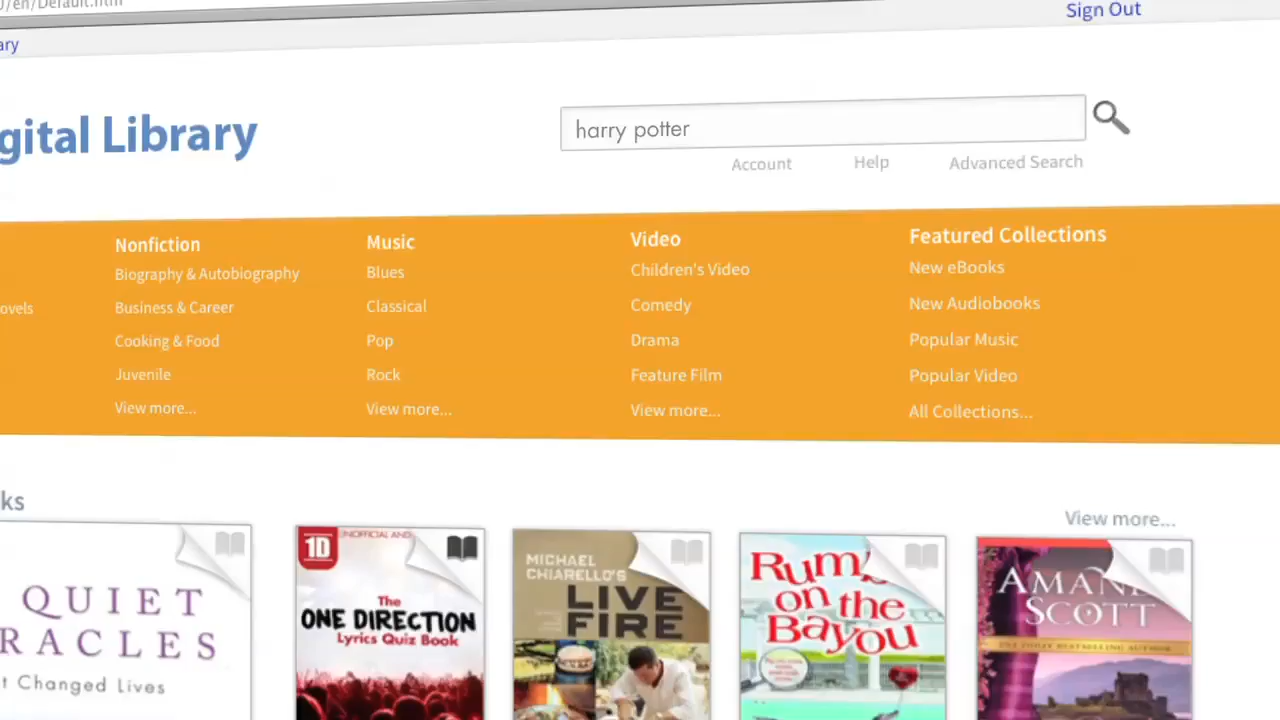 /en/Default.htm
Sign Out
ary
gital Library
harry potter
Account Help Advanced Search
Nonfiction
Biography & Autobiography
Business & Career
Cooking & Food
Juvenile
View more...
ovels
Music
Blues
Classical
Pop
Rock
View more...
Video
Children's Video
Comedy
Drama
Feature Film
View more...
Featured Collections
New eBooks
New Audiobooks
Popular Music
Popular Video
All Collections...
ks
View more...
QUIET
RACLES
t Changed Lives
1D
UNOFFICIAL AND
The
ONE DIRECTION
Lyrics Quiz Book
MICHAEL
CHIARELLO'S
LIVE
FIRE
Rum
on the
Bayou
AMAN
SCOTT
BESTSELLING AUTHOR